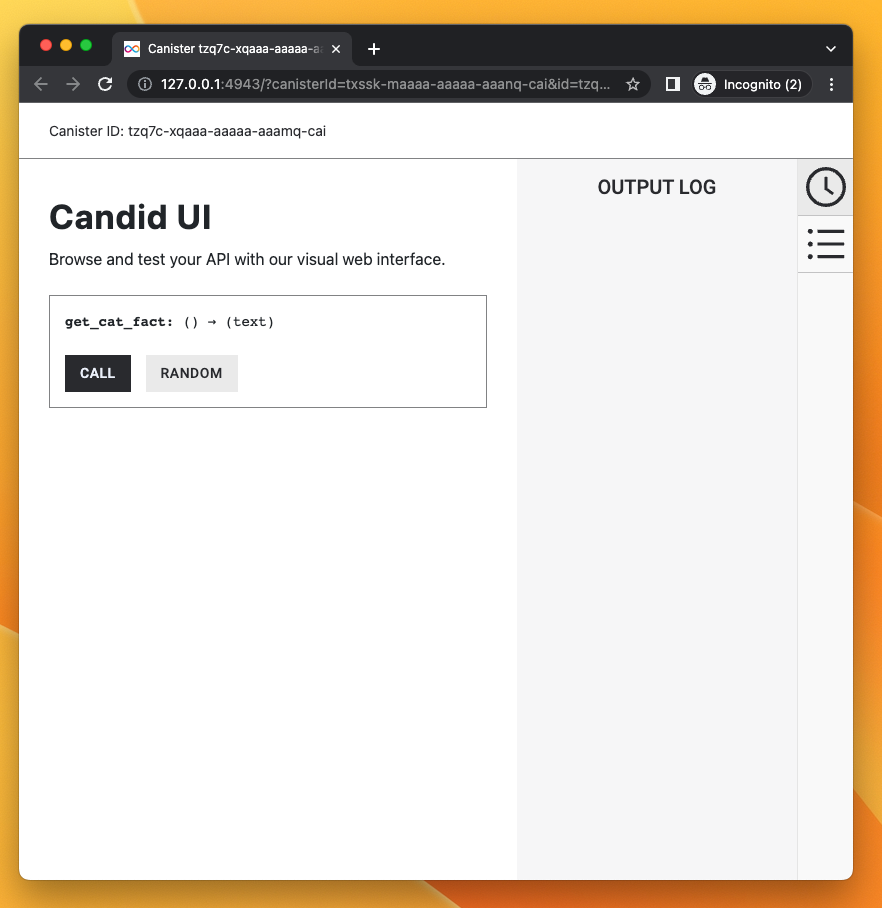 Canister tzq7c-xqaaa-aaaaa-a
127.0.0.1:4943/?canisterId=txssk-maaaa-aaaaa-aaanq-cai&id=tzq...
Incognito (2)
Canister ID: tzq7c-xqaaa-aaaaa-aaamq-cai
Candid UI
Browse and test your API with our visual web interface.
get_cat_fact: () → (text)
CALL
RANDOM
OUTPUT LOG